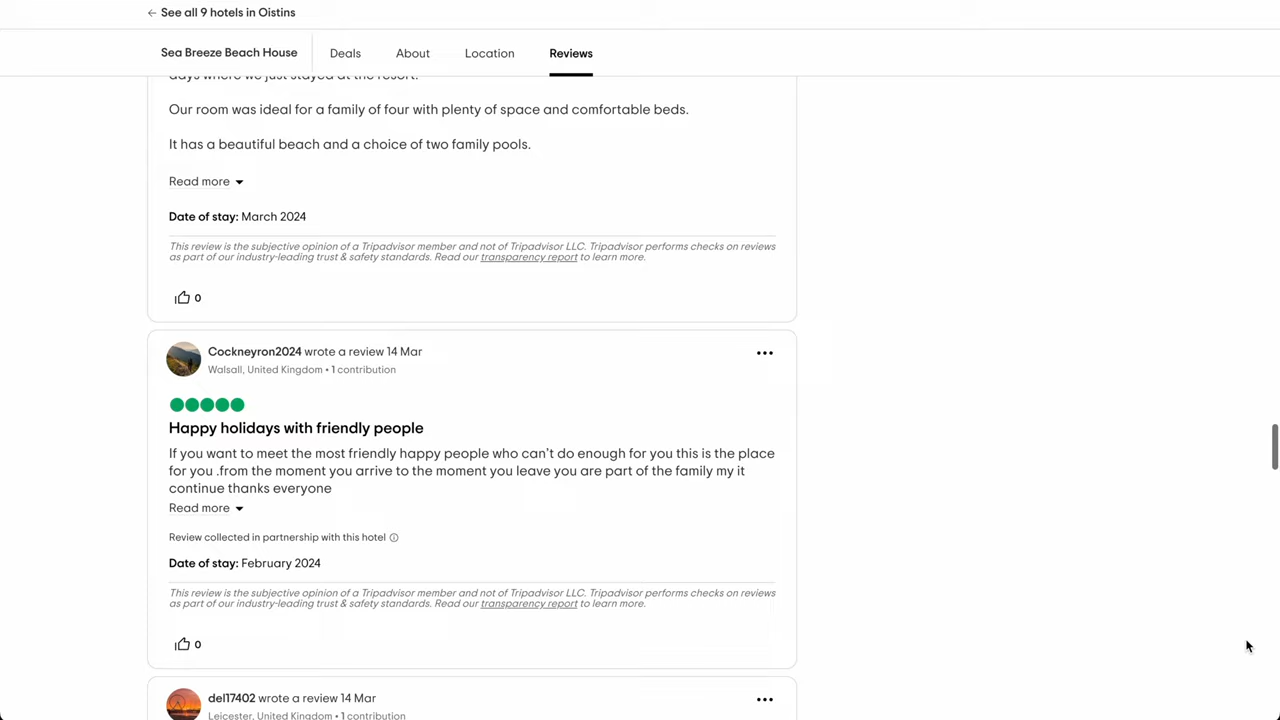 ← See all 9 hotels in Oistins
Sea Breeze Beach House
Deals
About
Location
Reviews
days where we just stayed at the resort.
Our room was ideal for a family of four with plenty of space and comfortable beds.
It has a beautiful beach and a choice of two family pools.
Read more
Date of stay: March 2024
This review is the subjective opinion of a Tripadvisor member and not of Tripadvisor LLC. Tripadvisor performs checks on reviews
as part of our industry-leading trust & safety standards. Read our transparency report to learn more.
0
Cockneyron2024 wrote a review 14 Mar
Walsall, United Kingdom • 1 contribution
Happy holidays with friendly people
If you want to meet the most friendly happy people who can't do enough for you this is the place
for you .from the moment you arrive to the moment you leave you are part of the family my it
continue thanks everyone
Read more
Review collected in partnership with this hotel
Date of stay: February 2024
This review is the subjective opinion of a Tripadvisor member and not of Tripadvisor LLC. Tripadvisor performs checks on reviews
as part of our industry-leading trust & safety standards. Read our transparency report to learn more.
0
del17402 wrote a review 14 Mar
Leicester, United Kingdom • 1 contribution